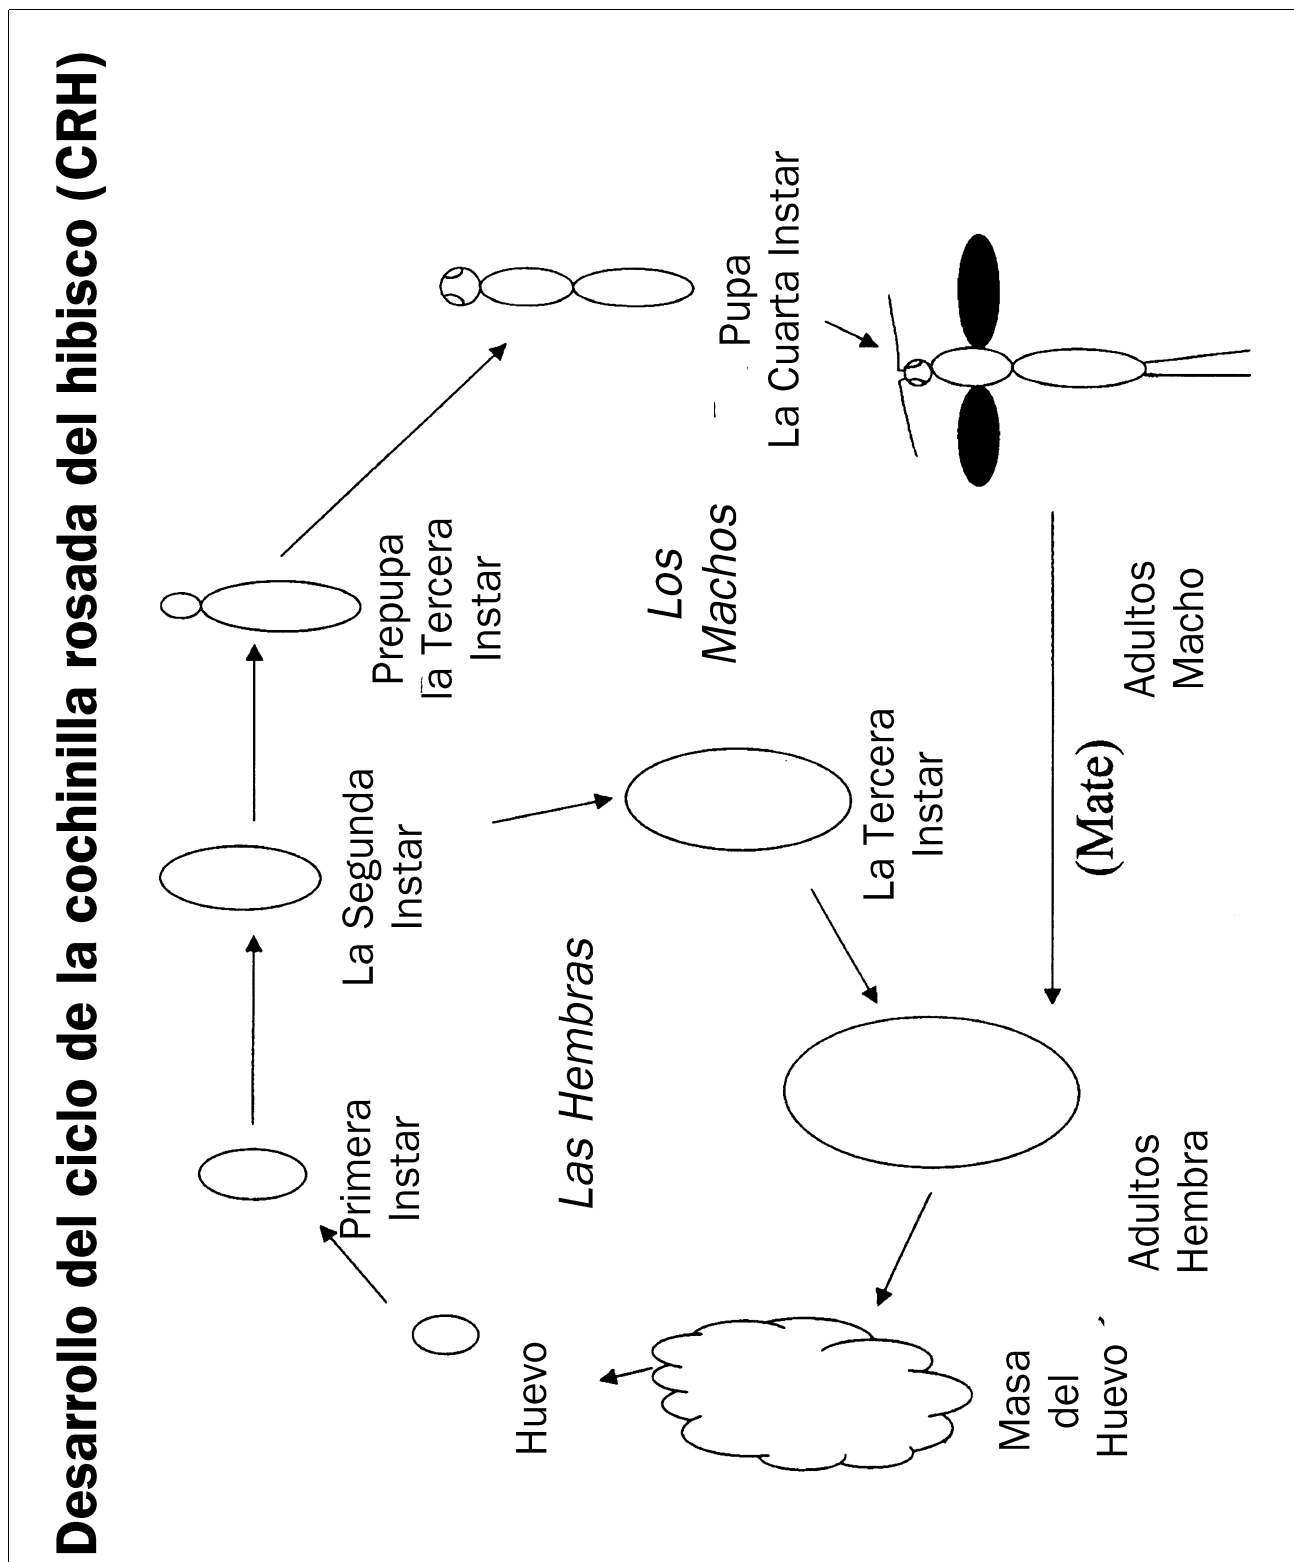 Desarrollo del ciclo de la cochinilla rosada del hibisco (CRH)
Primera
Instar
La Segunda
Instar
Prepupa
la Tercera
Instar
Huevo
Las Hembras
Los
Machos
Pupa
La Cuarta Instar
La Tercera
Instar
Masa
del
Huevo
Adultos
Hembra
(Mate)
Adultos
Macho